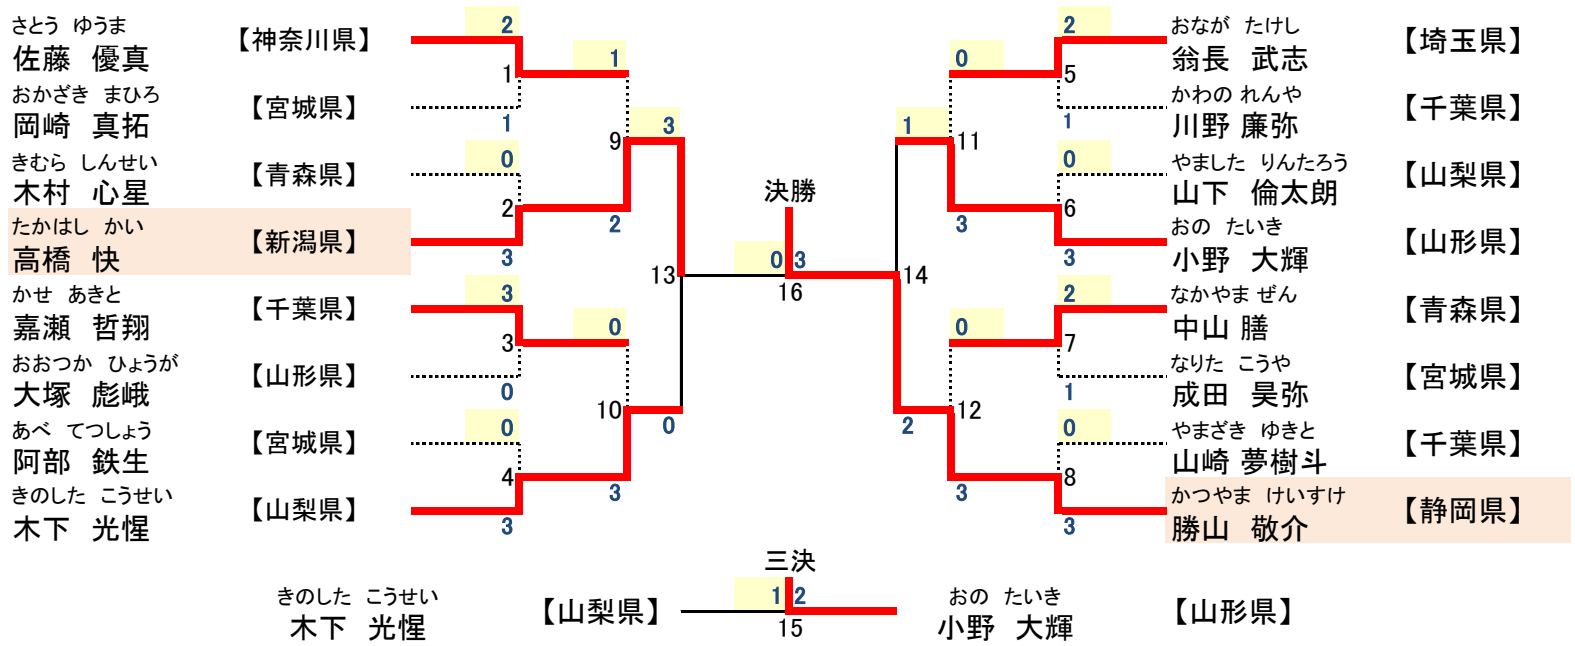 さとう ゆうま
佐藤 優真
【神奈川県】
2
1
おかざき まひろ
岡崎 真拓
【宮城県】
1
きむら しんせい
木村 心星
【青森県】
0
2
たかはし かい
高橋 快
【新潟県】
3
かせ あきと
嘉瀬 哲翔
【千葉県】
3
3
おおつか ひょうが
大塚 彪峨
【山形県】
0
あべ てつしょう
阿部 鉄生
【宮城県】
0
4
きのした こうせい
木下 光惺
【山梨県】
3
1
9
2
0
10
3
3
13
0
決勝
0 3
16
1
14
2
0
11
3
0
12
3
2
5
おなが たけし
翁長 武志
【埼玉県】
1
かわの れんや
川野 廉弥
【千葉県】
0
6
やました りんたろう
山下 倫太朗
【山梨県】
3
おの たいき
小野 大輝
【山形県】
2
7
なかやま ぜん
中山 膳
【青森県】
1
なりた こうや
成田 昊弥
【宮城県】
0
8
やまざき ゆきと
山崎 夢樹斗
【千葉県】
3
かつやま けいすけ
勝山 敬介
【静岡県】
三決
きのした こうせい
木下 光惺
【山梨県】
1 2
15
おの たいき
小野 大輝
【山形県】